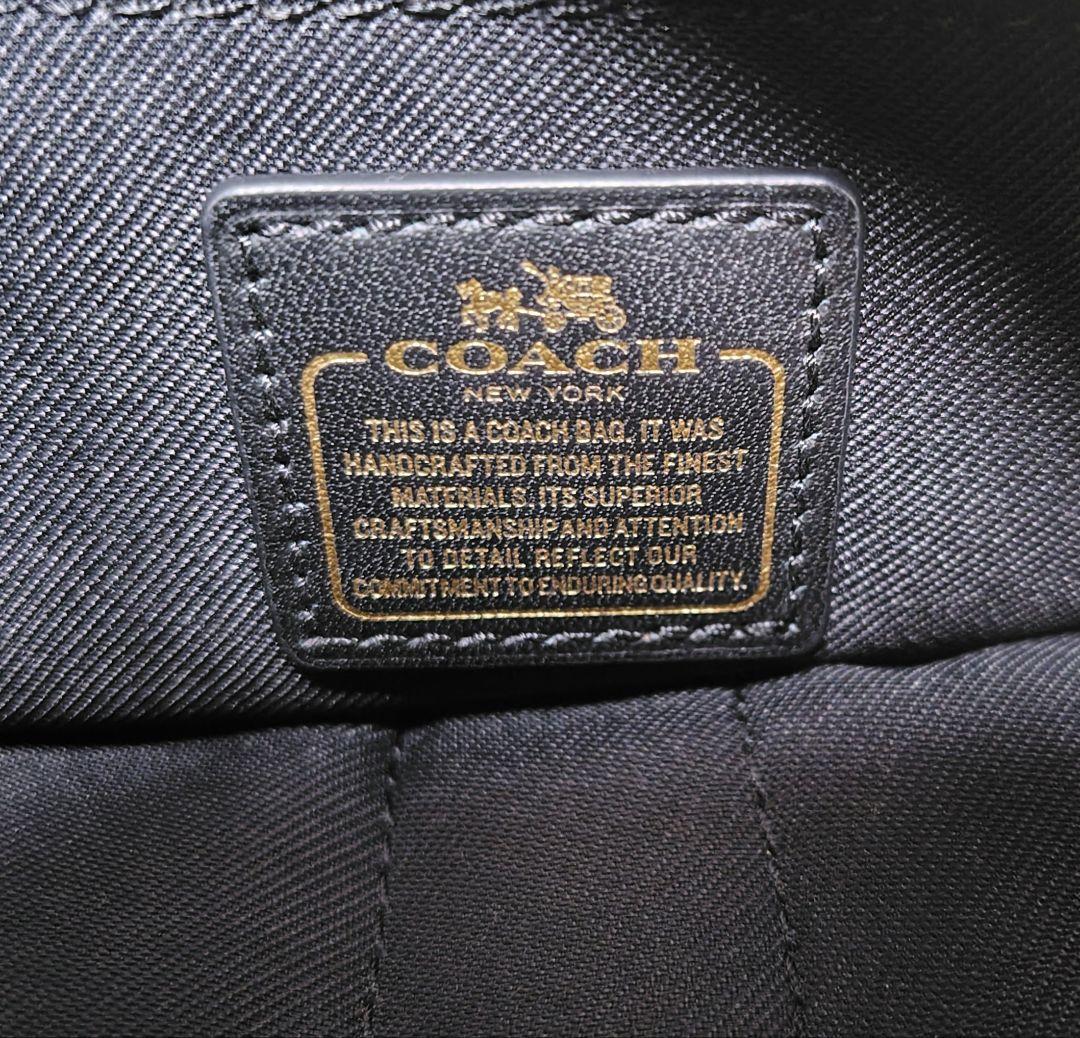 COACH
NEW YORK
THIS IS A COACH BAG. IT WAS
HANDCRAFTED FROM THE FINEST
MATERIALS. ITS SUPERIOR
CRAFTSMANSHIP AND ATTENTION
TO DETAIL REFLECT OUR
COMMITMENT TO ENDURING QUALITY.